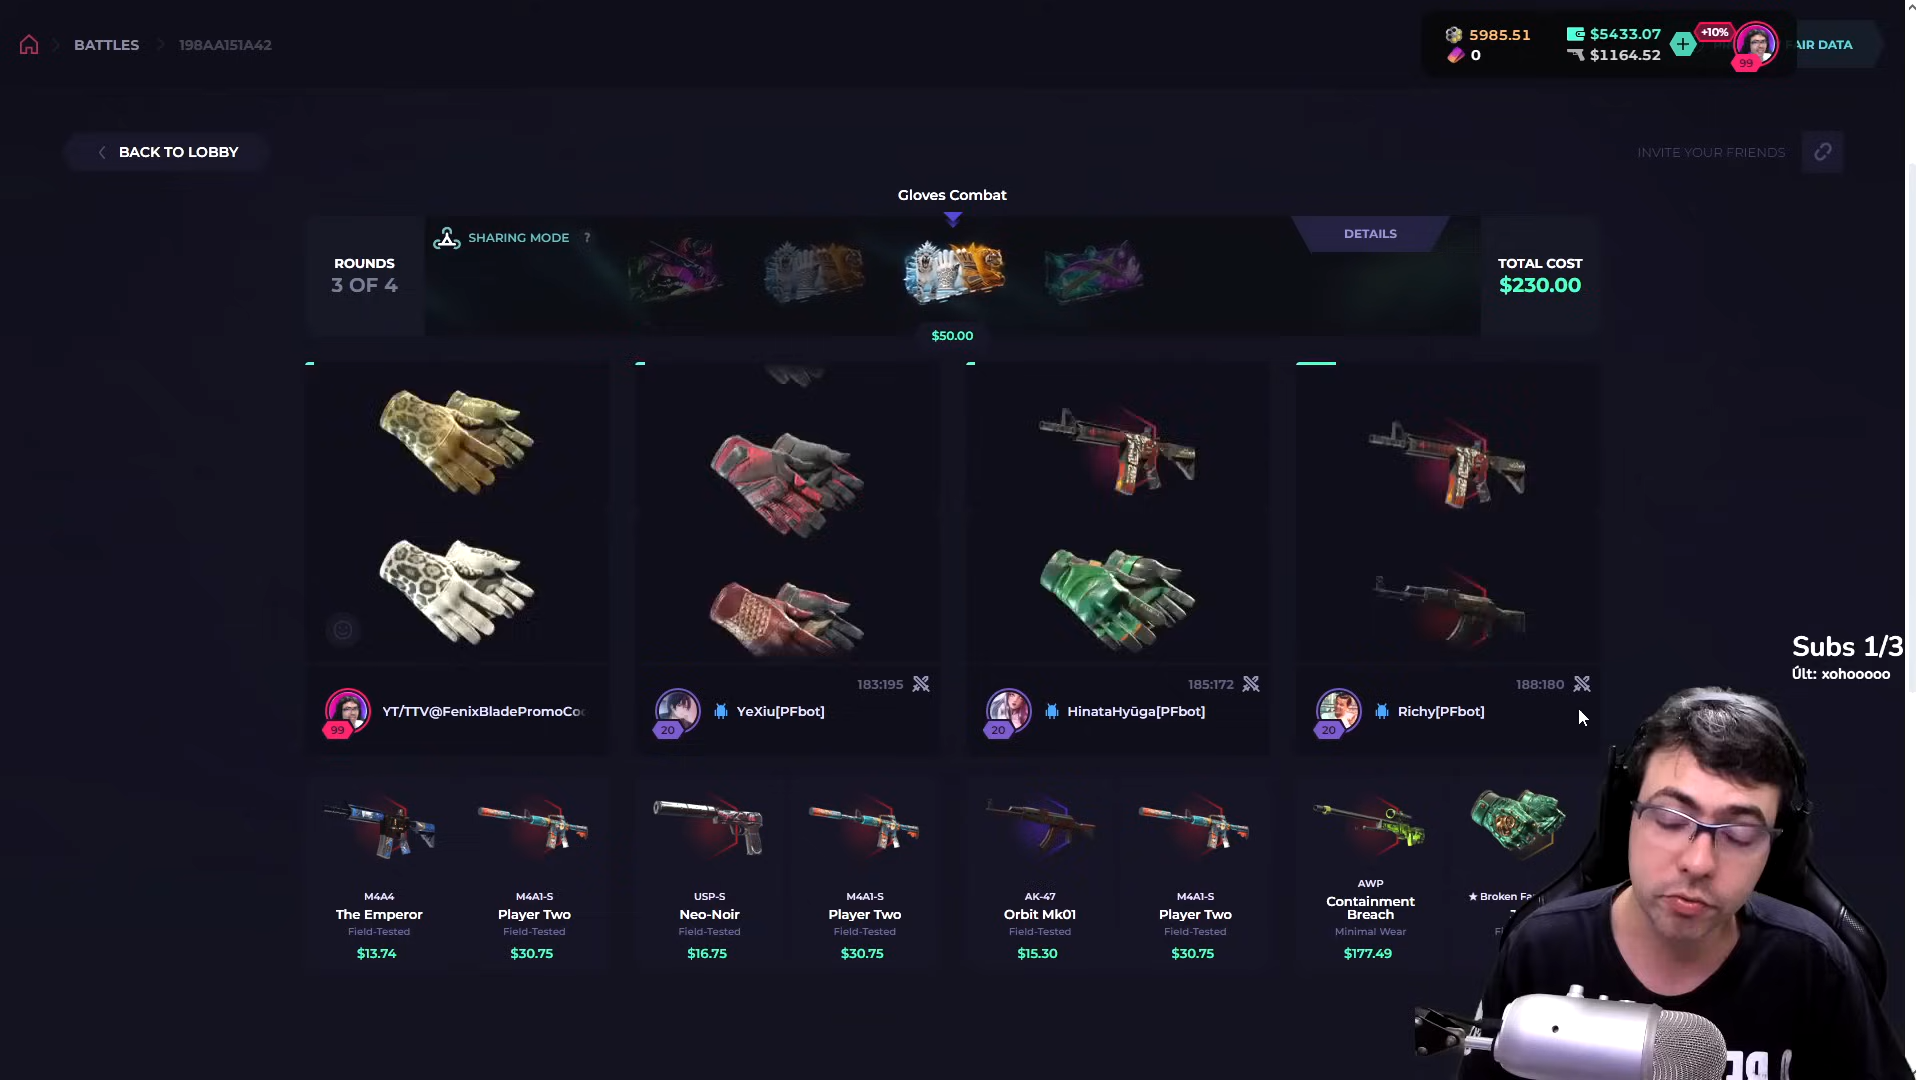 BATTLES
198AA151A42
5985.51
$5433.07
+10%
AIR DATA
0
$1164.52
99
BACK TO LOBBY
INVITE YOUR FRIENDS
Gloves Combat
SHARING MODE ?
DETAILS
ROUNDS
3 OF 4
TOTAL COST
$230.00
$50.00
Subs 1/3
Últ: xohooooo
183:195
185:172
188:180
YT/TTV@FenixBladePromoCo
YeXiu[PFbot]
HinataHyūga[PFbot]
Richy[PFbot]
99
20
20
20
M4A4
The Emperor
Field-Tested
$13.74
M4A1-S
Player Two
Field-Tested
$30.75
USP-S
Neo-Noir
Field-Tested
$16.75
M4A1-S
Player Two
Field-Tested
$30.75
AK-47
Orbit Mk01
Field-Tested
$15.30
M4A1-S
Player Two
Field-Tested
$30.75
AWP
Containment
Breach
Minimal Wear
$177.49
★ Broken Fa